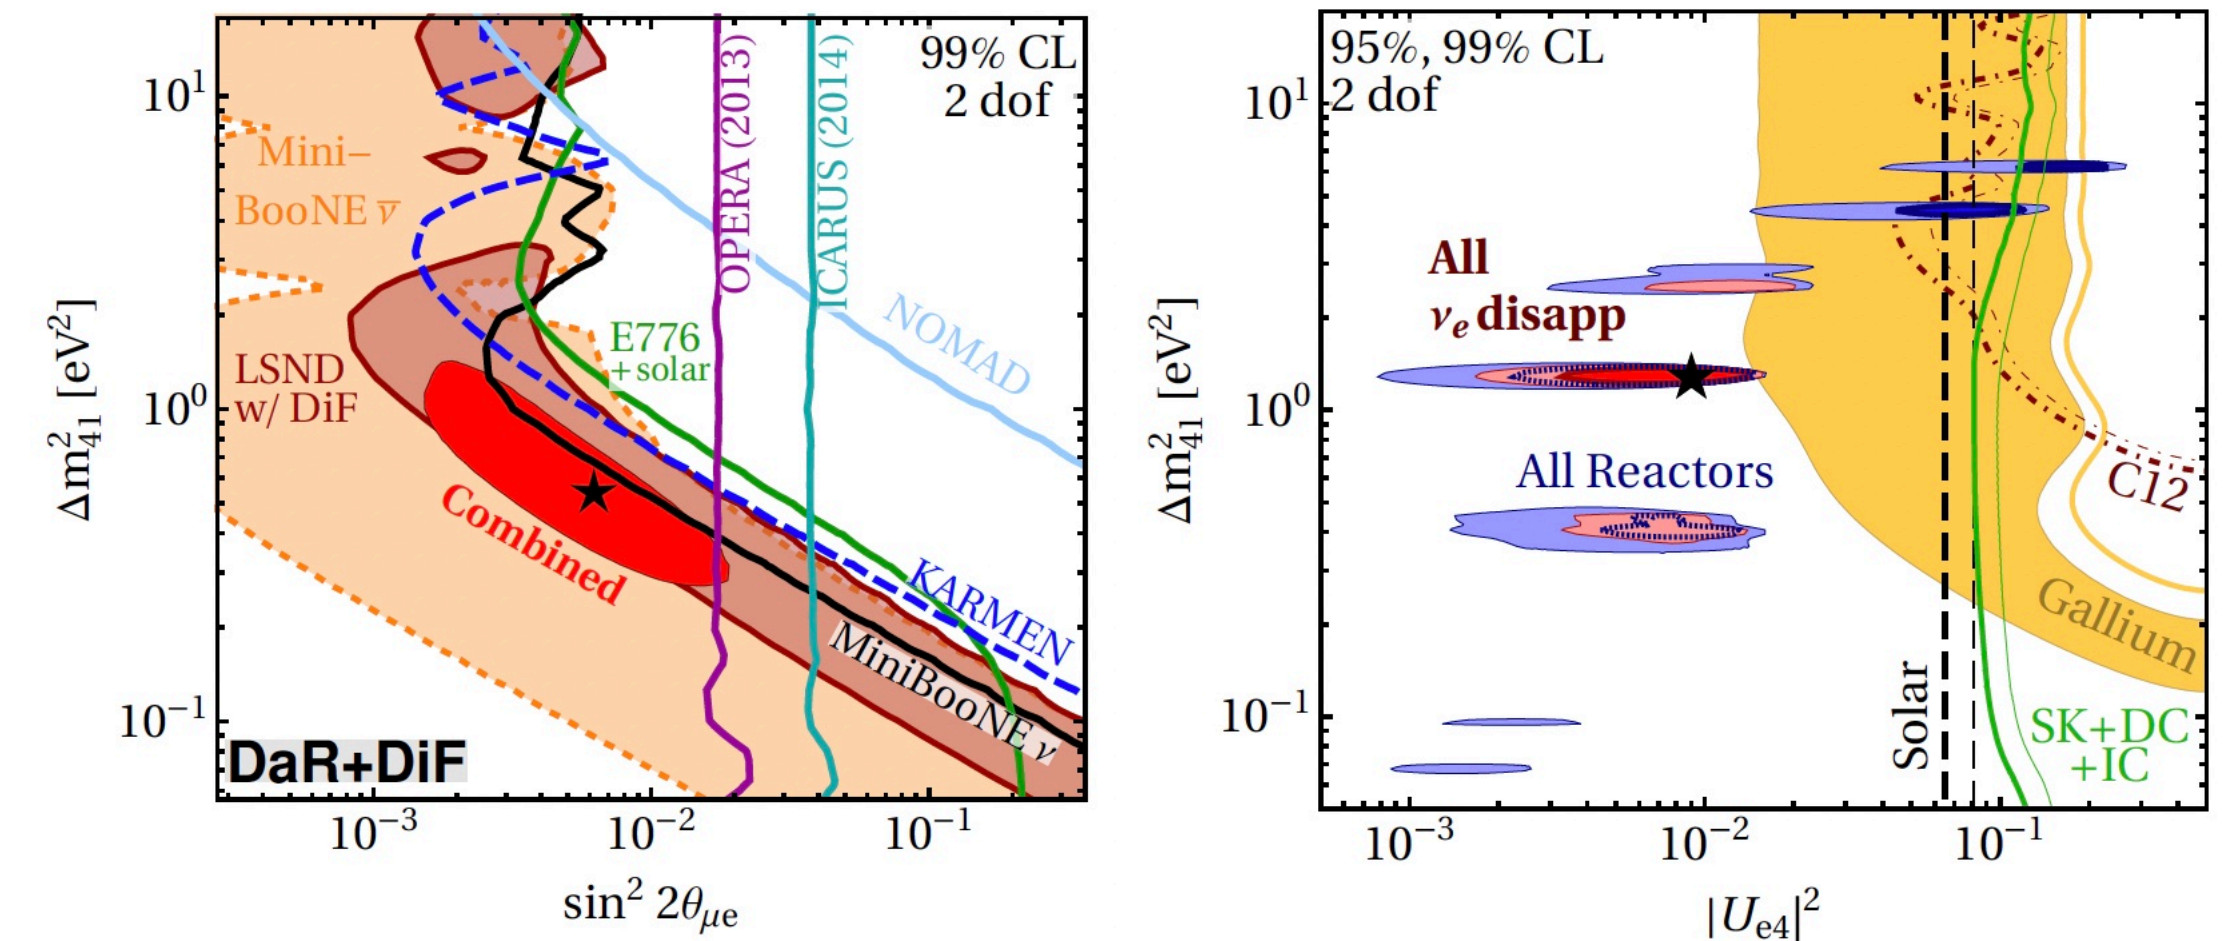 99% CL
2 dof
10¹
10⁰
10⁻¹
Δm²₄₁ [eV²]
Mini−
BooNE ν̅
LSND
w/ DiF
Combined
E776
+solar
OPERA (2013)
ICARUS (2014)
NOMAD
KARMEN
MiniBooNE ν
DaR+DiF
10⁻³
10⁻²
10⁻¹
sin² 2θμe
95%, 99% CL
2 dof
10¹
10⁰
10⁻¹
Δm²₄₁ [eV²]
All
νe disapp
All Reactors
C12
Gallium
Solar
SK+DC
+IC
10⁻³
10⁻²
10⁻¹
|Ue4|²